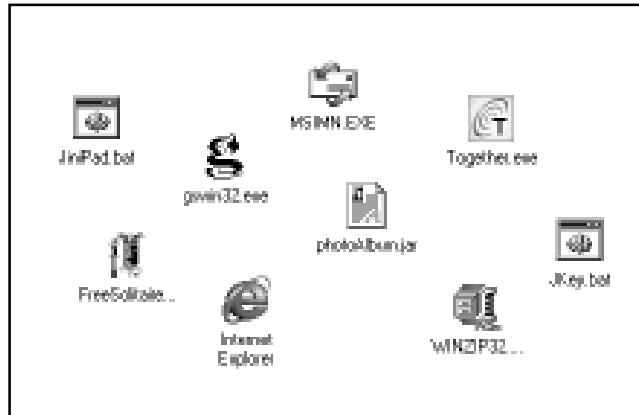 MSIMN.EXE
JiniPad.bat
Together.exe
gswin32.exe
photoAlbum.jar
JKey.bat
FreeSolitaire...
Internet
Explorer
WINZIP32....